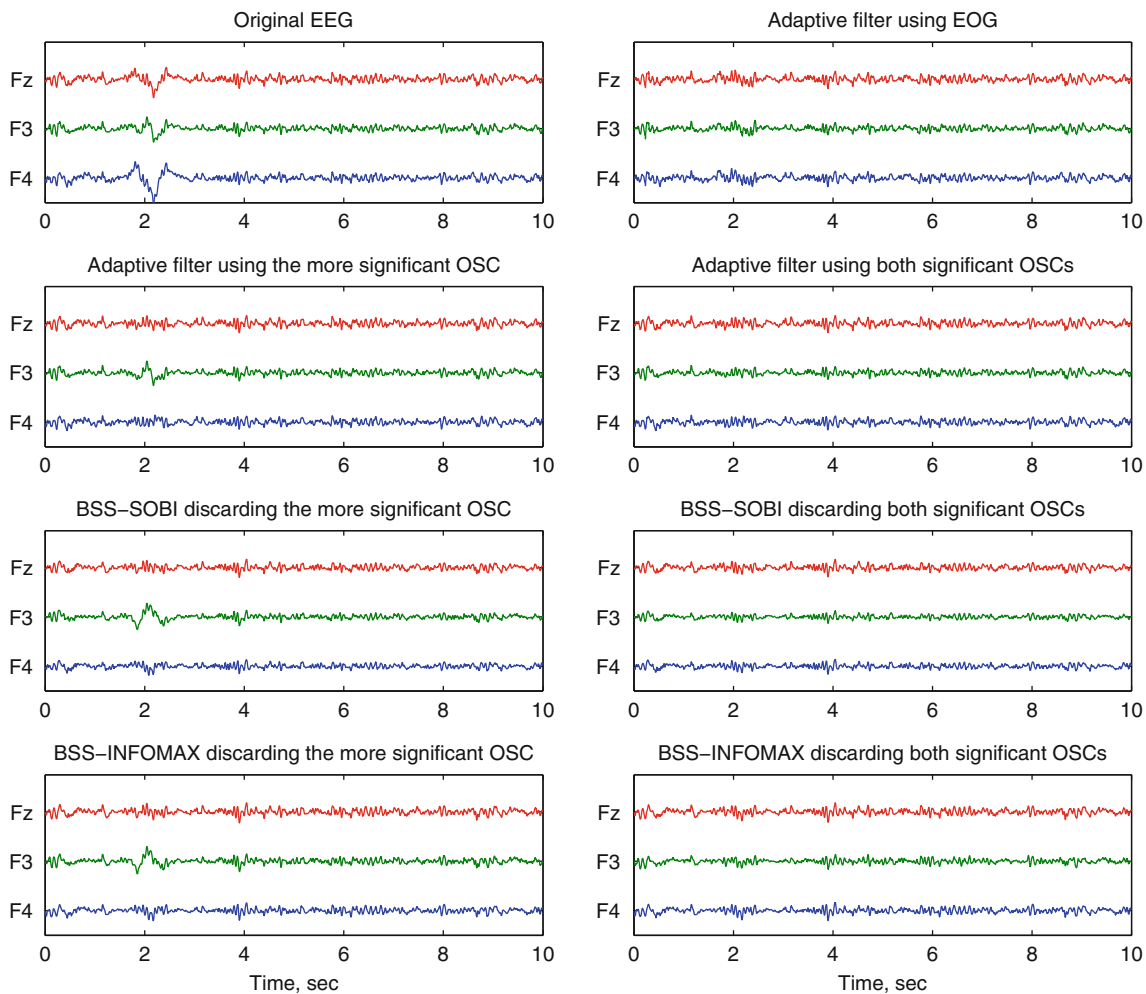 Original EEG
Fz
F3
F4
0 2 4 6 8 10
Adaptive filter using EOG
0 2 4 6 8 10
Adaptive filter using the more significant OSC
Fz
F3
F4
0 2 4 6 8 10
Adaptive filter using both significant OSCs
Fz
F3
F4
0 2 4 6 8 10
BSS−SOBI discarding the more significant OSC
Fz
F3
F4
0 2 4 6 8 10
BSS−SOBI discarding both significant OSCs
Fz
F3
F4
0 2 4 6 8 10
BSS−INFOMAX discarding the more significant OSC
Fz
F3
F4
0 2 4 6 8 10
Time, sec
BSS−INFOMAX discarding both significant OSCs
Fz
F3
F4
0 2 4 6 8 10
Time, sec